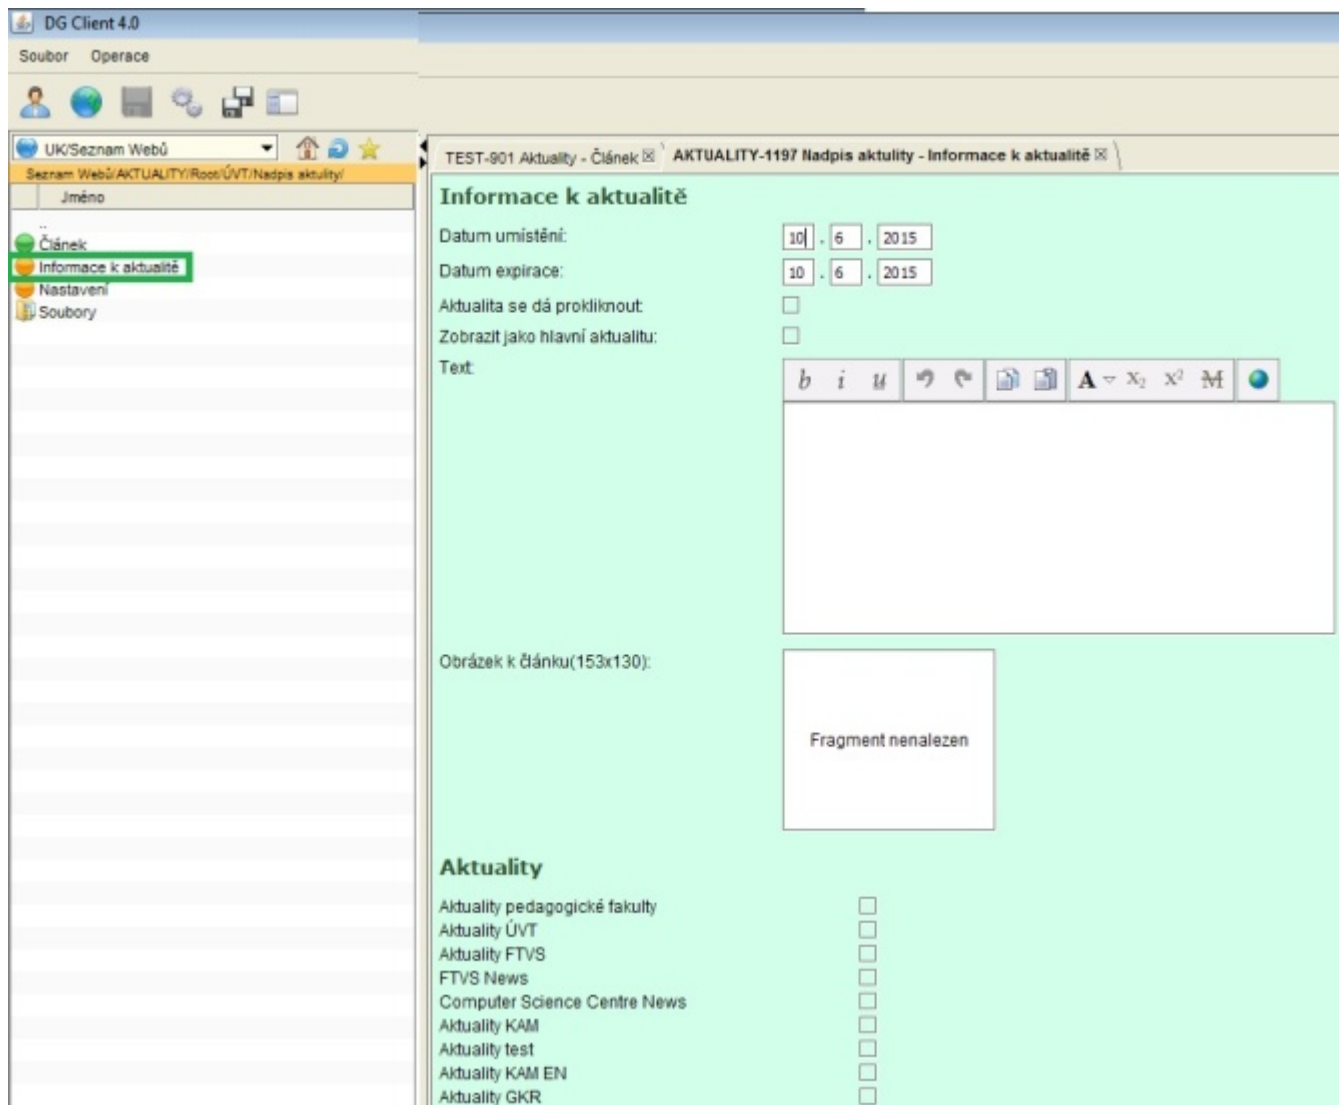 DG Client 4.0
Soubor Operace
UK/Seznam Webů
Seznam Webů/AKTUALITY/Root/ÚVT/Nadpis aktulity/
Jméno
..
Článek
Informace k aktualitě
Nastavení
Soubory
TEST-901 Aktuality - Článek AKTUALITY-1197 Nadpis aktulity - Informace k aktualitě
Informace k aktualitě
Datum umístění: 10 . 6 . 2015
Datum expirace: 10 . 6 . 2015
Aktualita se dá prokliknout:
Zobrazit jako hlavní aktualitu:
Text:
b i u A X₂ X² M
Obrázek k článku(153x130):
Fragment nenalezen
Aktuality
Aktuality pedagogické fakulty
Aktuality ÚVT
Aktuality FTVS
FTVS News
Computer Science Centre News
Aktuality KAM
Aktuality test
Aktuality KAM EN
Aktuality GKR